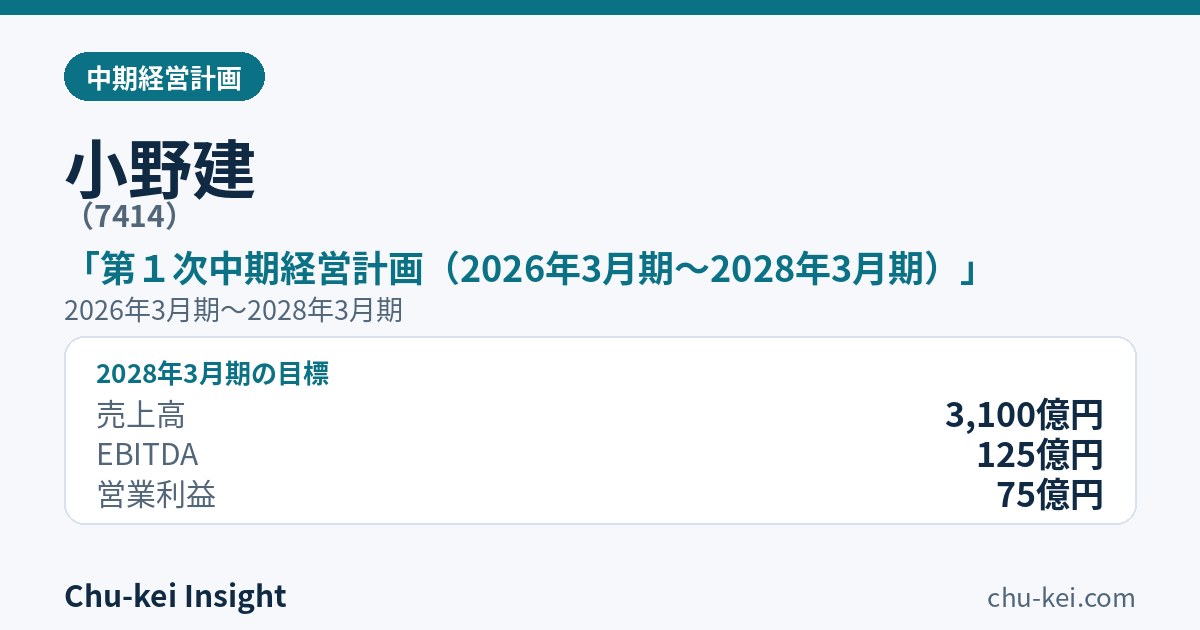 中期経営計画
小野建
（7414）
「第１次中期経営計画（2026年3月期～2028年3月期）」
2026年3月期～2028年3月期
2028年3月期の目標
売上高 3,100億円
EBITDA 125億円
営業利益 75億円
Chu-kei Insight chu-kei.com